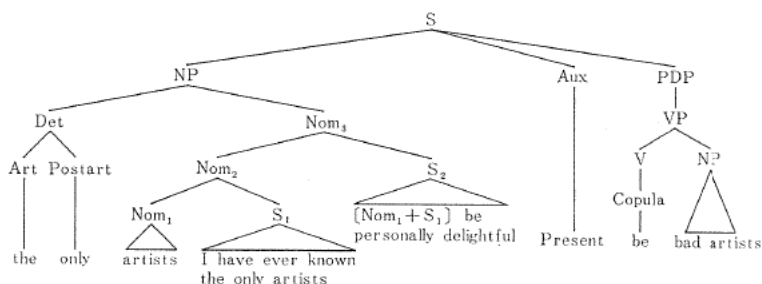 S
NP Aux PDP
Det Nom₃ VP
Art Postart Nom₂ S₂ V NP
Nom₁ S₁ [Nom₁+S₁] be Copula
personally delightful
the only artists I have ever known Present be bad artists
the only artists